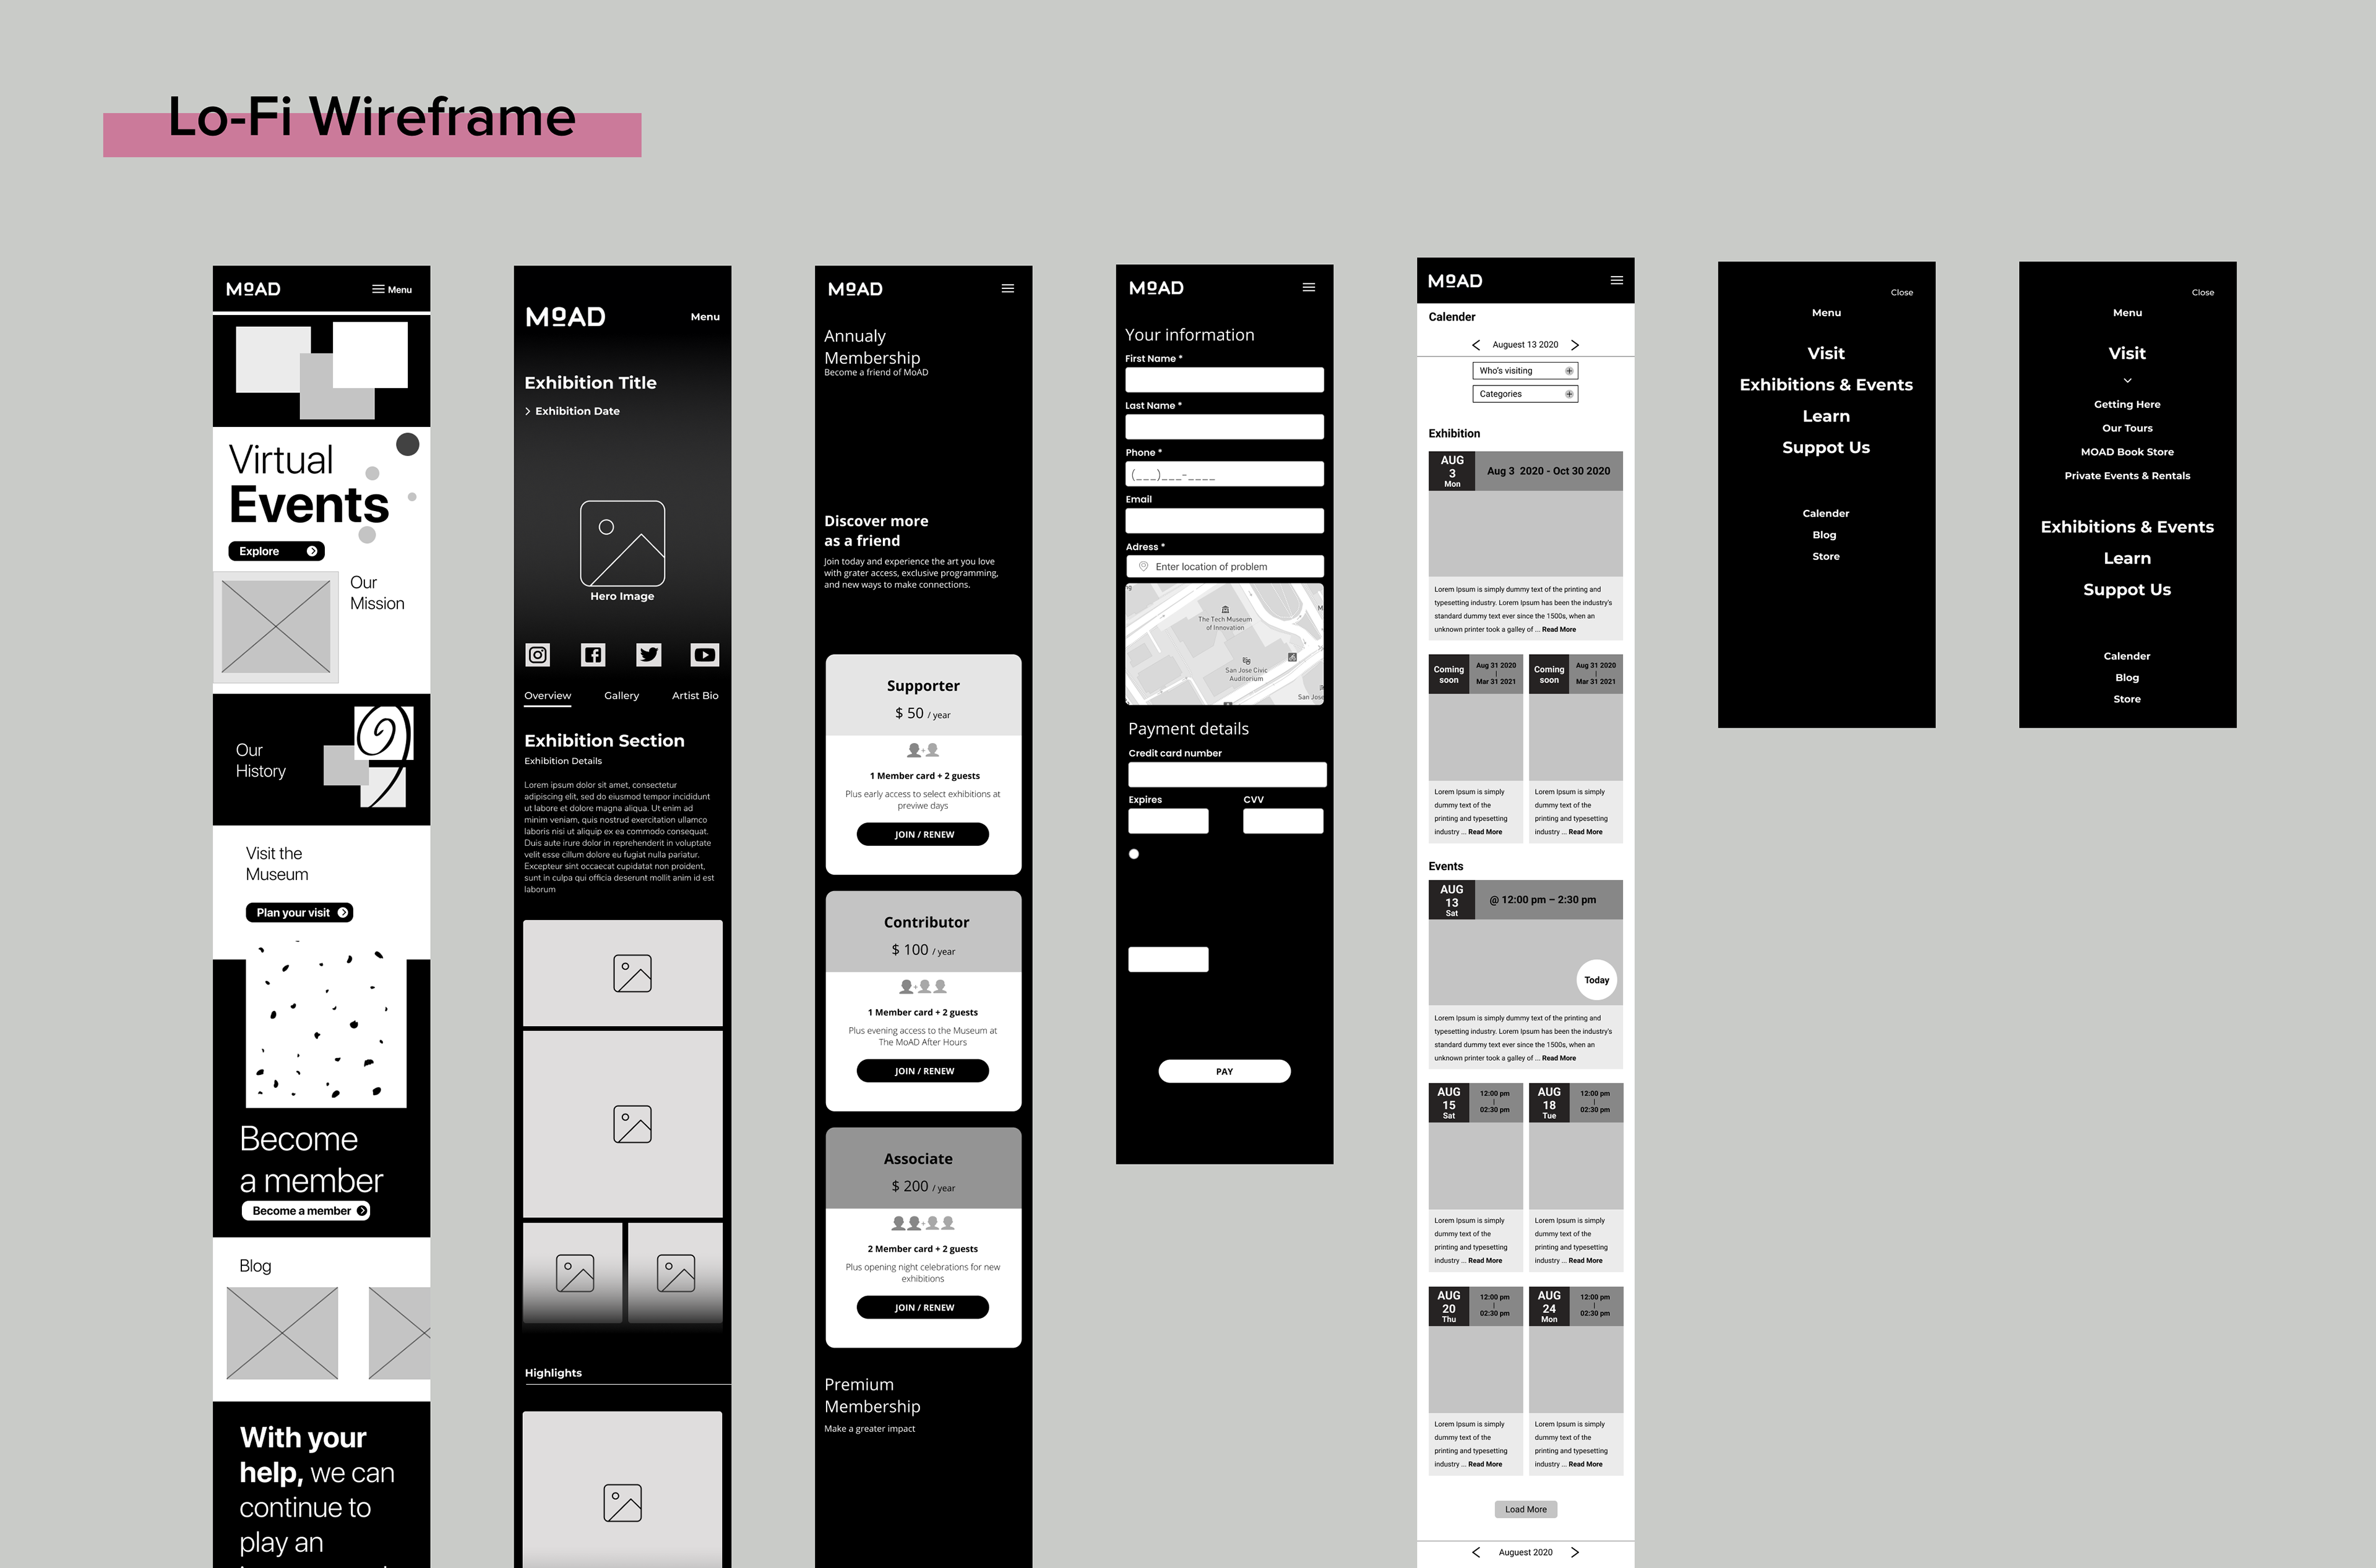 Lo-Fi Wireframe
MOAD
Menu
Virtual
Events
Explore
Our
Mission
Our
History
Visit the
Museum
Plan your visit
Become
a member
Become a member
Blog
With your
help, we can
continue to
play an
MOAD
Menu
Exhibition Title
Exhibition Date
Hero Image
Overview Gallery Artist Bio
Exhibition Section
Exhibition Details
Lorem ipsum dolor sit amet, consectetur
adipiscing elit, sed do eiusmod tempor incididunt
ut labore et dolore magna aliqua. Ut enim ad
minim veniam, quis nostrud exercitation ullamco
laboris nisi ut aliquip ex ea commodo consequat.
Duis aute irure dolor in reprehenderit in voluptate
velit esse cillum dolore eu fugiat nulla pariatur.
Excepteur sint occaecat cupidatat non proident,
sunt in culpa qui officia deserunt mollit anim id est
laborum
Highlights
MOAD
Annualy
Membership
Become a friend of MoAD
Discover more
as a friend
Join today and experience the art you love
with grater access, exclusive programming,
and new ways to make connections.
Supporter
$ 50 / year
1 Member card + 2 guests
Plus early access to select exhibitions at
previwe days
JOIN / RENEW
Contributor
$ 100 / year
1 Member card + 2 guests
Plus evening access to the Museum at
The MoAD After Hours
JOIN / RENEW
Associate
$ 200 / year
2 Member card + 2 guests
Plus opening night celebrations for new
exhibitions
JOIN / RENEW
Premium
Membership
Make a greater impact
MOAD
Your information
First Name *
Last Name *
Phone *
(___)___-____
Email
Adress *
Enter location of problem
The Tech Museum
of Innovation
San Jose Civic
Auditorium
San Jose
Payment details
Credit card number
Expires CVV
PAY
MOAD
Calender
Auguest 13 2020
Who's visiting
Categories
Exhibition
AUG
3
Mon
Aug 3 2020 - Oct 30 2020
Lorem Ipsum is simply dummy text of the printing and
typesetting industry. Lorem Ipsum has been the industry's
standard dummy text ever since the 1500s, when an
unknown printer took a galley of ... Read More
Coming
soon
Aug 31 2020
|
Mar 31 2021
Lorem Ipsum is simply
dummy text of the
printing and typesetting
industry ... Read More
Coming
soon
Aug 31 2020
|
Mar 31 2021
Lorem Ipsum is simply
dummy text of the
printing and typesetting
industry ... Read More
Events
AUG
13
Sat
@ 12:00 pm – 2:30 pm
Today
Lorem Ipsum is simply dummy text of the printing and
typesetting industry. Lorem Ipsum has been the industry's
standard dummy text ever since the 1500s, when an
unknown printer took a galley of ... Read More
AUG
15
Sat
12:00 pm
|
02:30 pm
Lorem Ipsum is simply
dummy text of the
printing and typesetting
industry ... Read More
AUG
18
Tue
12:00 pm
|
02:30 pm
Lorem Ipsum is simply
dummy text of the
printing and typesetting
industry ... Read More
AUG
20
Thu
12:00 pm
|
02:30 pm
Lorem Ipsum is simply
dummy text of the
printing and typesetting
industry ... Read More
AUG
24
Mon
12:00 pm
|
02:30 pm
Lorem Ipsum is simply
dummy text of the
printing and typesetting
industry ... Read More
Load More
Auguest 2020
Close
Menu
Visit
Exhibitions & Events
Learn
Suppot Us
Calender
Blog
Store
Close
Menu
Visit
Getting Here
Our Tours
MOAD Book Store
Private Events & Rentals
Exhibitions & Events
Learn
Suppot Us
Calender
Blog
Store